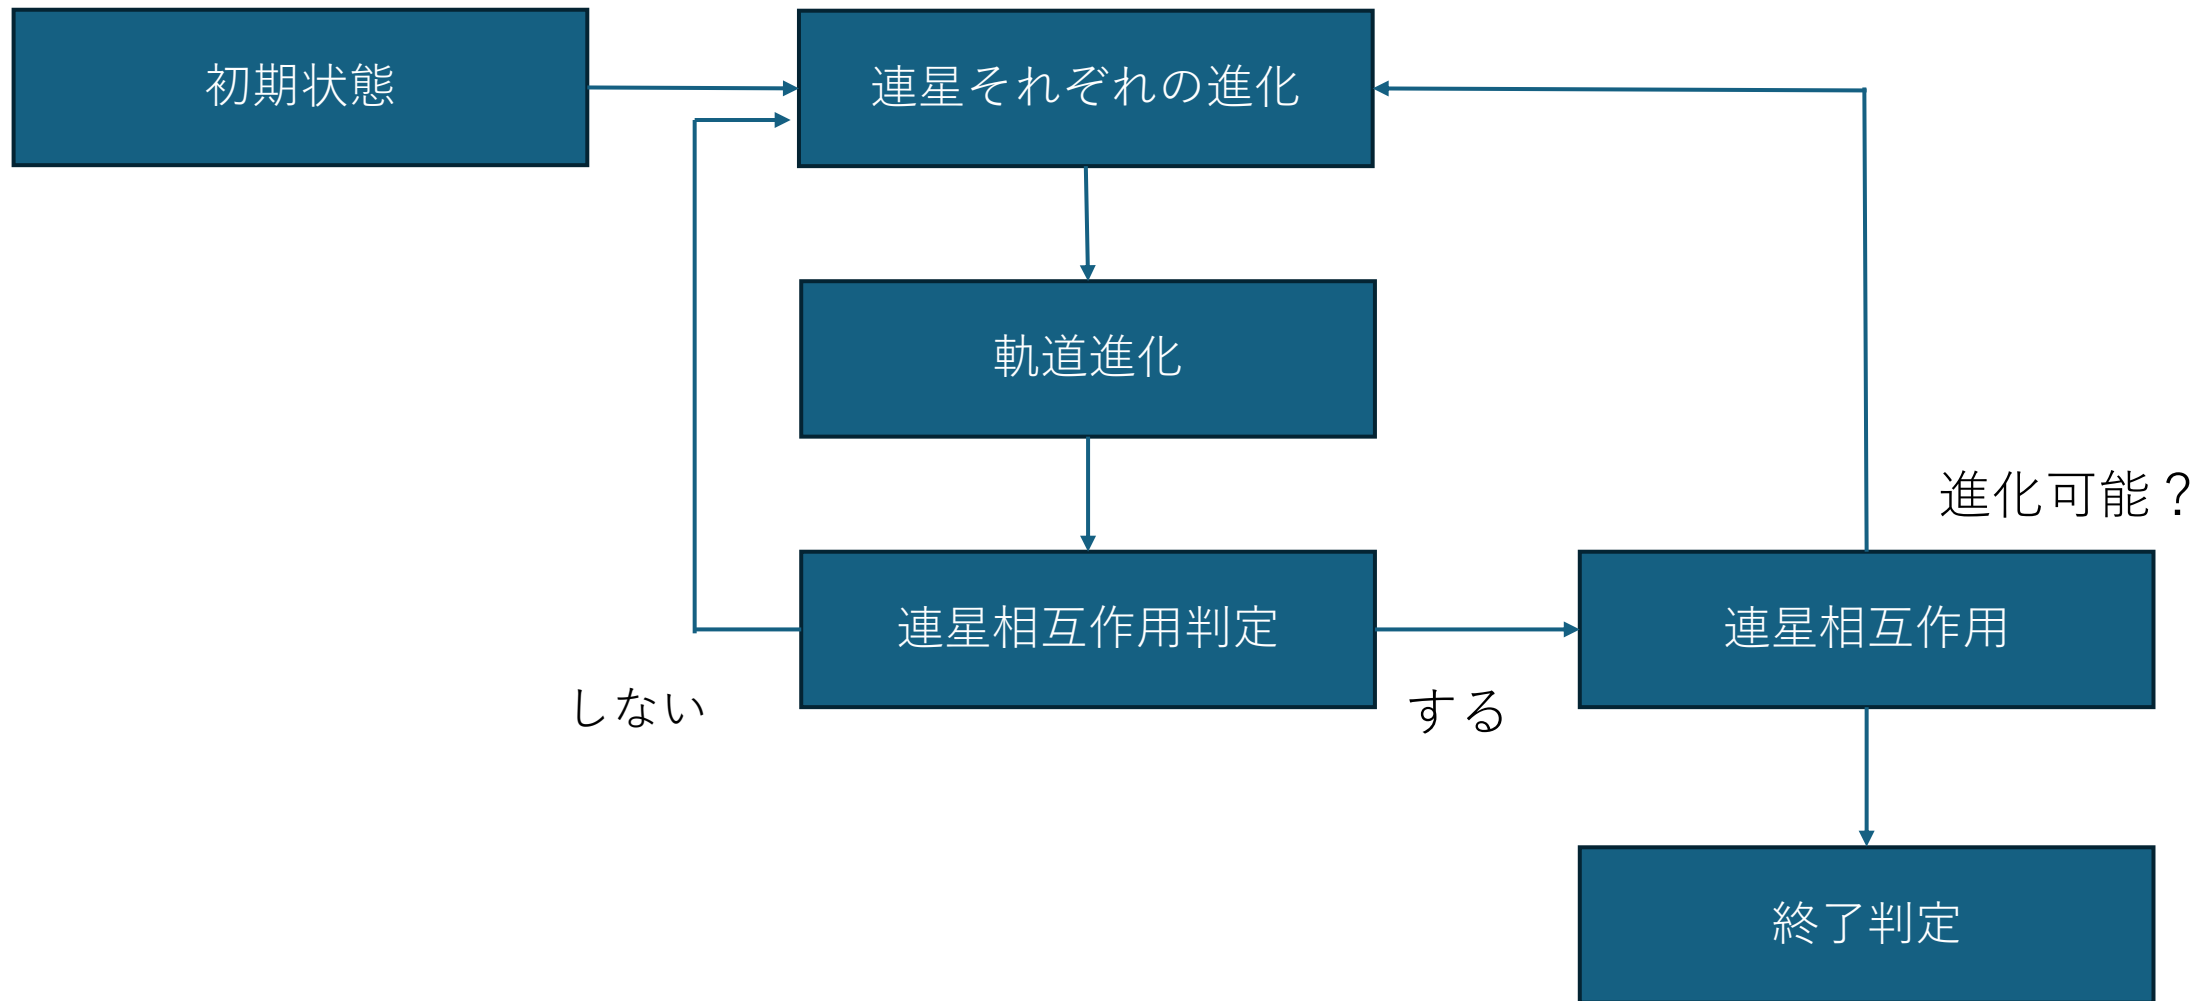 初期状態
連星それぞれの進化
軌道進化
進化可能？
連星相互作用判定
連星相互作用
しない
する
終了判定